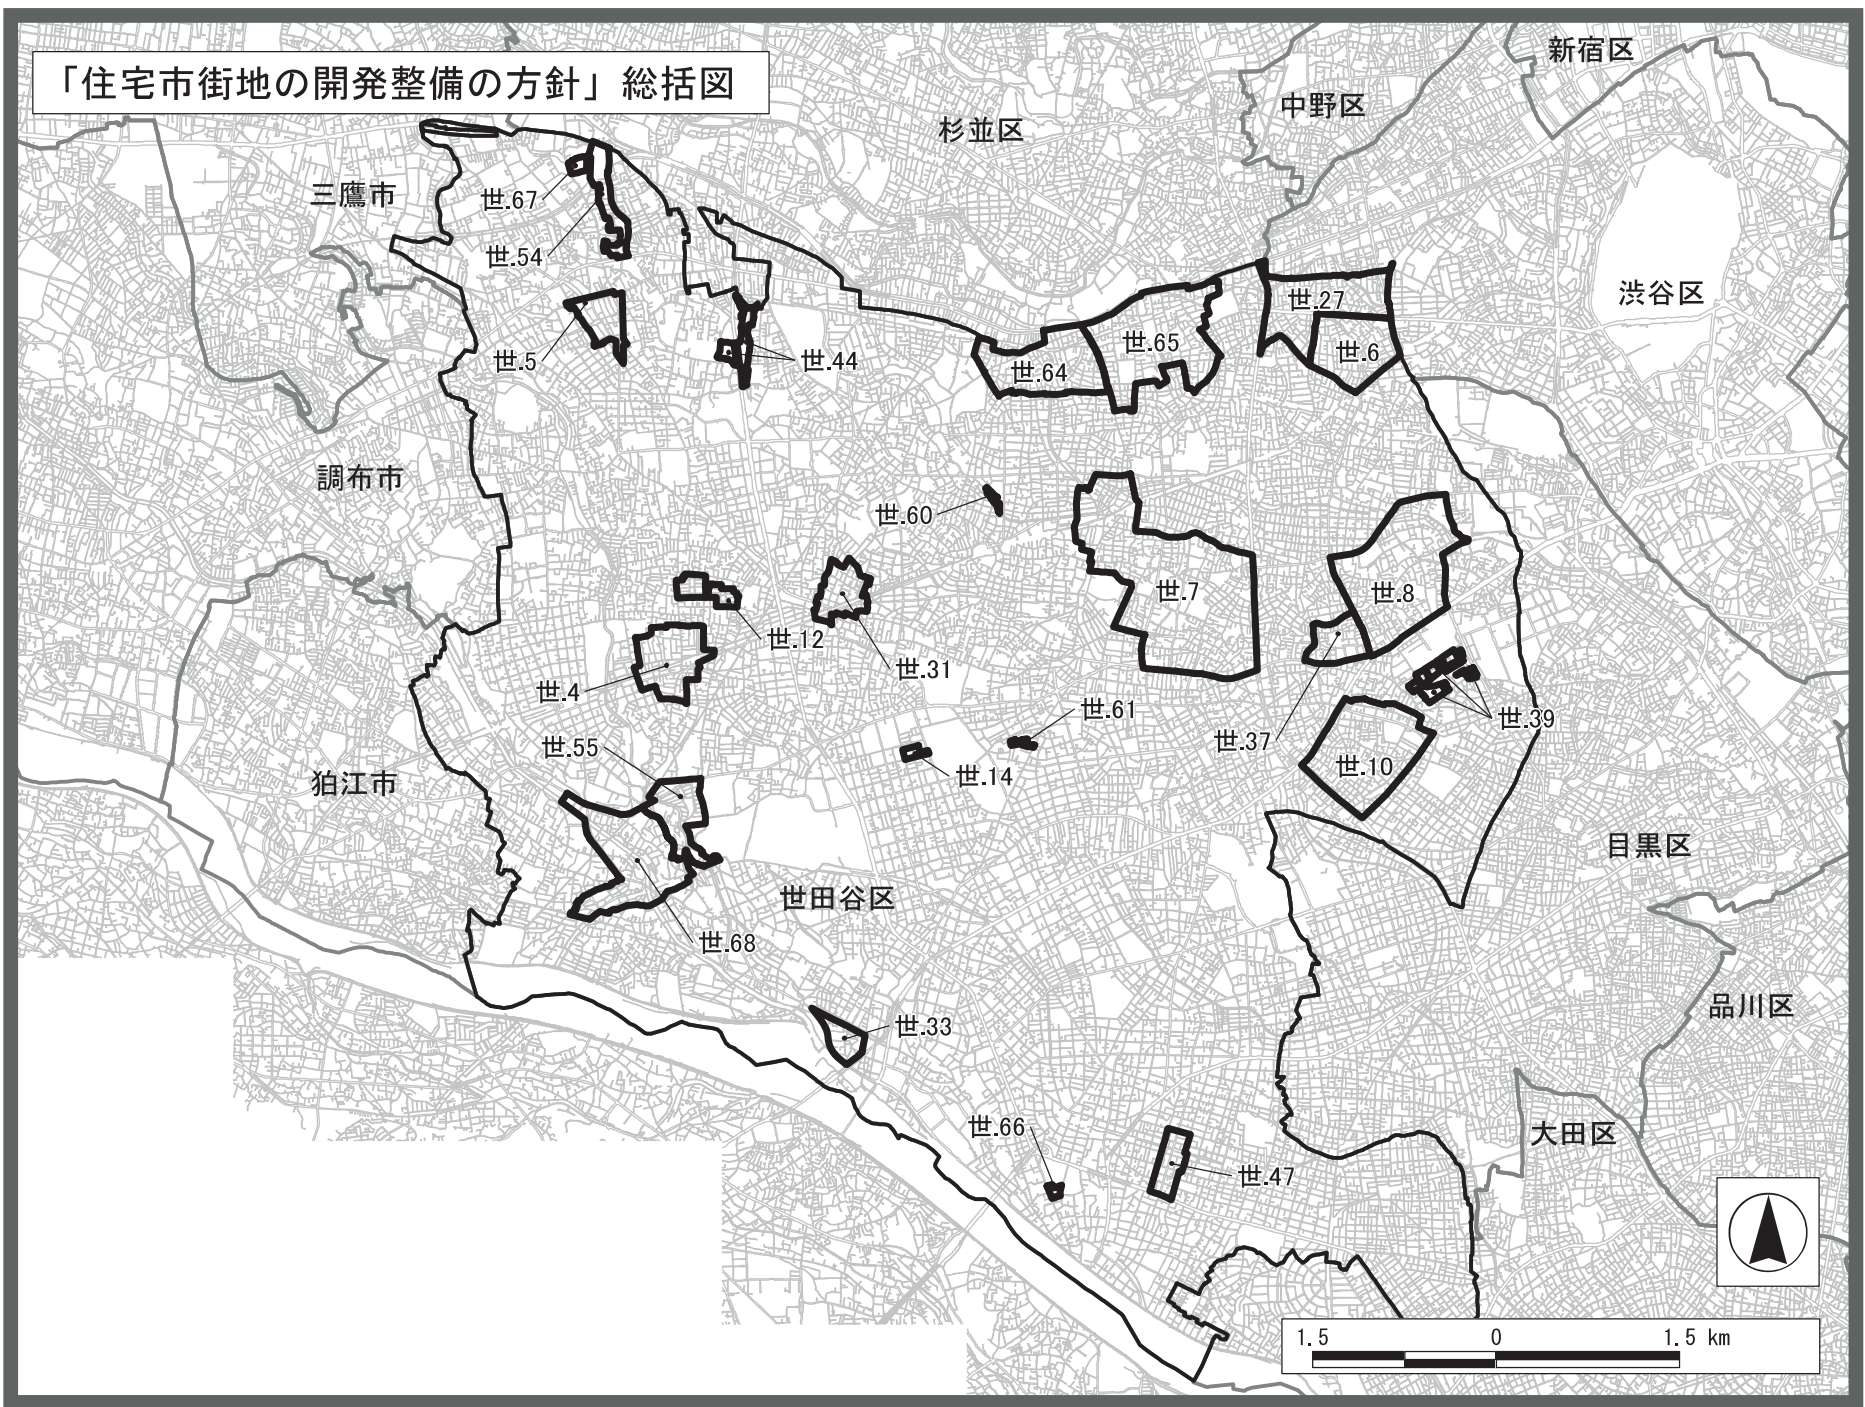 「住宅市街地の開発整備の方針」総括図
新宿区
中野区
杉並区
三鷹市
世.67
世.54
渋谷区
世.27
世.5
世.44
世.64
世.65
世.6
調布市
世.60
世.7
世.8
世.12
世.31
世.4
世.61
世.39
世.37
世.55
世.14
世.10
狛江市
目黒区
世田谷区
世.68
品川区
世.33
世.66
大田区
世.47
1.5 0 1.5 km